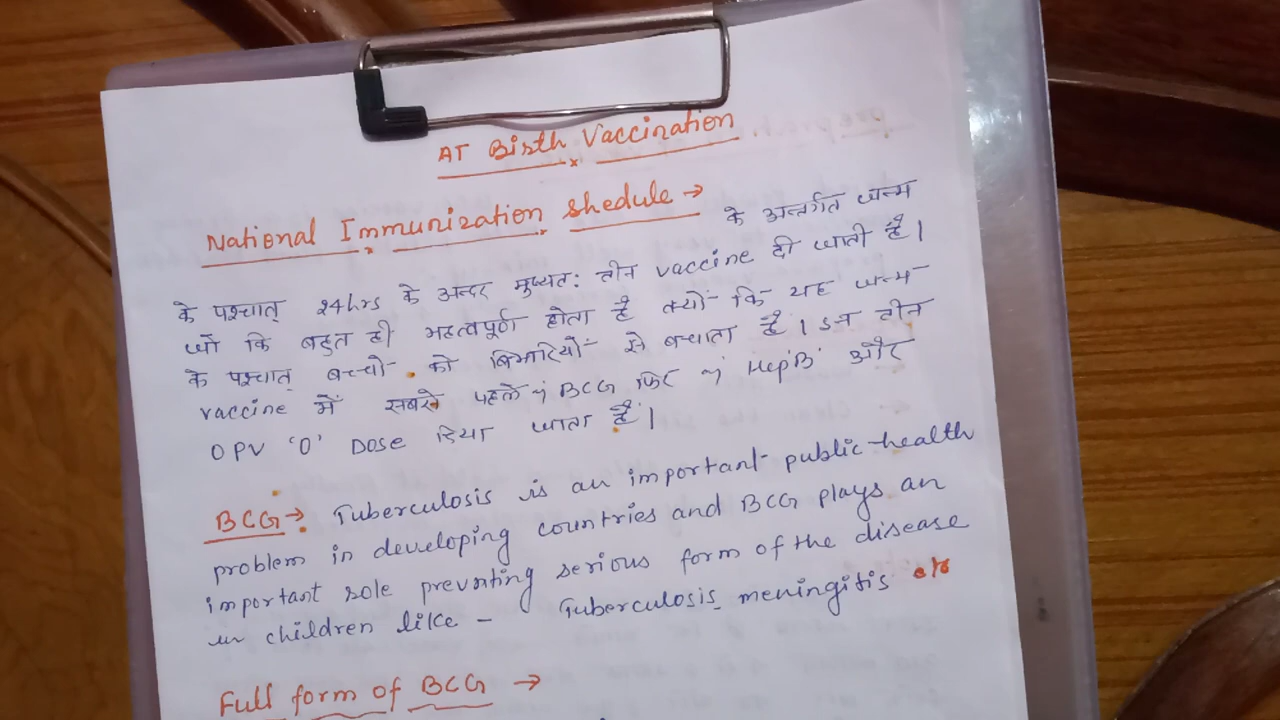 AT Birth Vaccination
National Immunization Shedule → के अन्तर्गत जन्म
के पश्चात् 24hrs के अन्दर मुख्यत: तीन vaccine दी जाती है।
जो कि बहुत ही महत्वपूर्ण होता है क्यों कि यह जन्म
के पश्चात् बच्चो को बिमारियों से बचाता है। इन तीन
vaccine में सबसे पहले BCG फिर Hep'B' और
OPV 'O' Dose दिया जाता है।
BCG → Tuberculosis is an important public health
problem in developing countries and BCG plays an
important role prevnting serious form of the disease
in children like - Tuberculosis meningitis
Full form of BCG →